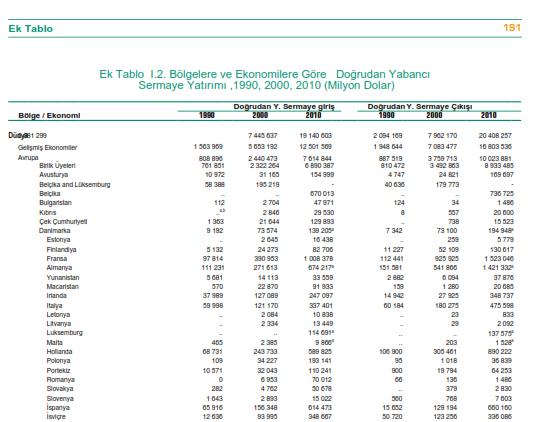 Ek Tablo 191
Ek Tablo I.2. Bölgelere ve Ekonomilere Göre Doğrudan Yabancı
Sermaye Yatırımı ,1990, 2000, 2010 (Milyon Dolar)
Doğrudan Y. Sermaye giriş Doğrudan Y. Sermaye Çıkışı
Bölge / Ekonomi 1990 2000 2010 1990 2000 2010
Dünya 081 299 7 445 637 19 140 603 2 094 169 7 962 170 20 408 257
Gelişmiş Ekonomiler 1 563 969 5 653 192 12 501 569 1 948 644 7 083 477 16 803 536
Avrupa 808 896 2 440 473 7 614 844 887 519 3 759 713 10 023 881
Birlik Üyeleri 761 851 2 322 264 6 890 387 810 472 3 492 863 8 933 485
Avusturya 10 972 31 165 154 999 4 747 24 821 169 697
Belçika and Lüksemburg 58 388 195 219 - 40 636 179 773 -
Belçika .. .. 670 013 .. .. 736 725
Bulgaristan 112 2 704 47 971 124 34 1 486
Kıbrıs ..a,b 2 846 29 530 8 557 20 600
Çek Çumhuriyeti 1 363 21 644 129 893 .. 738 15 523
Danimarka 9 192 73 574 139 205a 7 342 73 100 194 948a
Estonya .. 2 645 16 438 .. 259 5 779
Finlandiya 5 132 24 273 82 706 11 227 52 109 130 617
Fransa 97 814 390 953 1 008 378 112 441 925 925 1 523 046
Almanya 111 231 271 613 674 217a 151 581 541 866 1 421 332a
Yunanistan 5 681 14 113 33 559 2 882 6 094 37 876
Macaristan 570 22 870 91 933 159 1 280 20 685
Irlanda 37 989 127 089 247 097 14 942 27 925 348 737
Italya 59 998 121 170 337 401 60 184 180 275 475 598
Letonya .. 2 084 10 838 .. 23 833
Litvanya .. 2 334 13 449 .. 29 2 092
Luksemburg .. .. 114 691a .. .. 137 575
Malta 465 2 385 9 866 .. 203 1 528
Hollanda 68 731 243 733 589 825 106 900 305 461 890 222
Polonya 109 34 227 193 141 95 1 018 36 839
Portekiz 10 571 32 043 110 241 900 19 794 64 253
Romanya 0 6 953 70 012 66 136 1 486
Slovakya 282 4 762 50 678 .. 379 2 830
Slovenya 1 643 2 893 15 022 560 768 7 603
İspanya 65 916 156 348 614 473 15 652 129 194 660 160
İsviçre 12 636 93 995 348 667 50 720 123 256 336 086